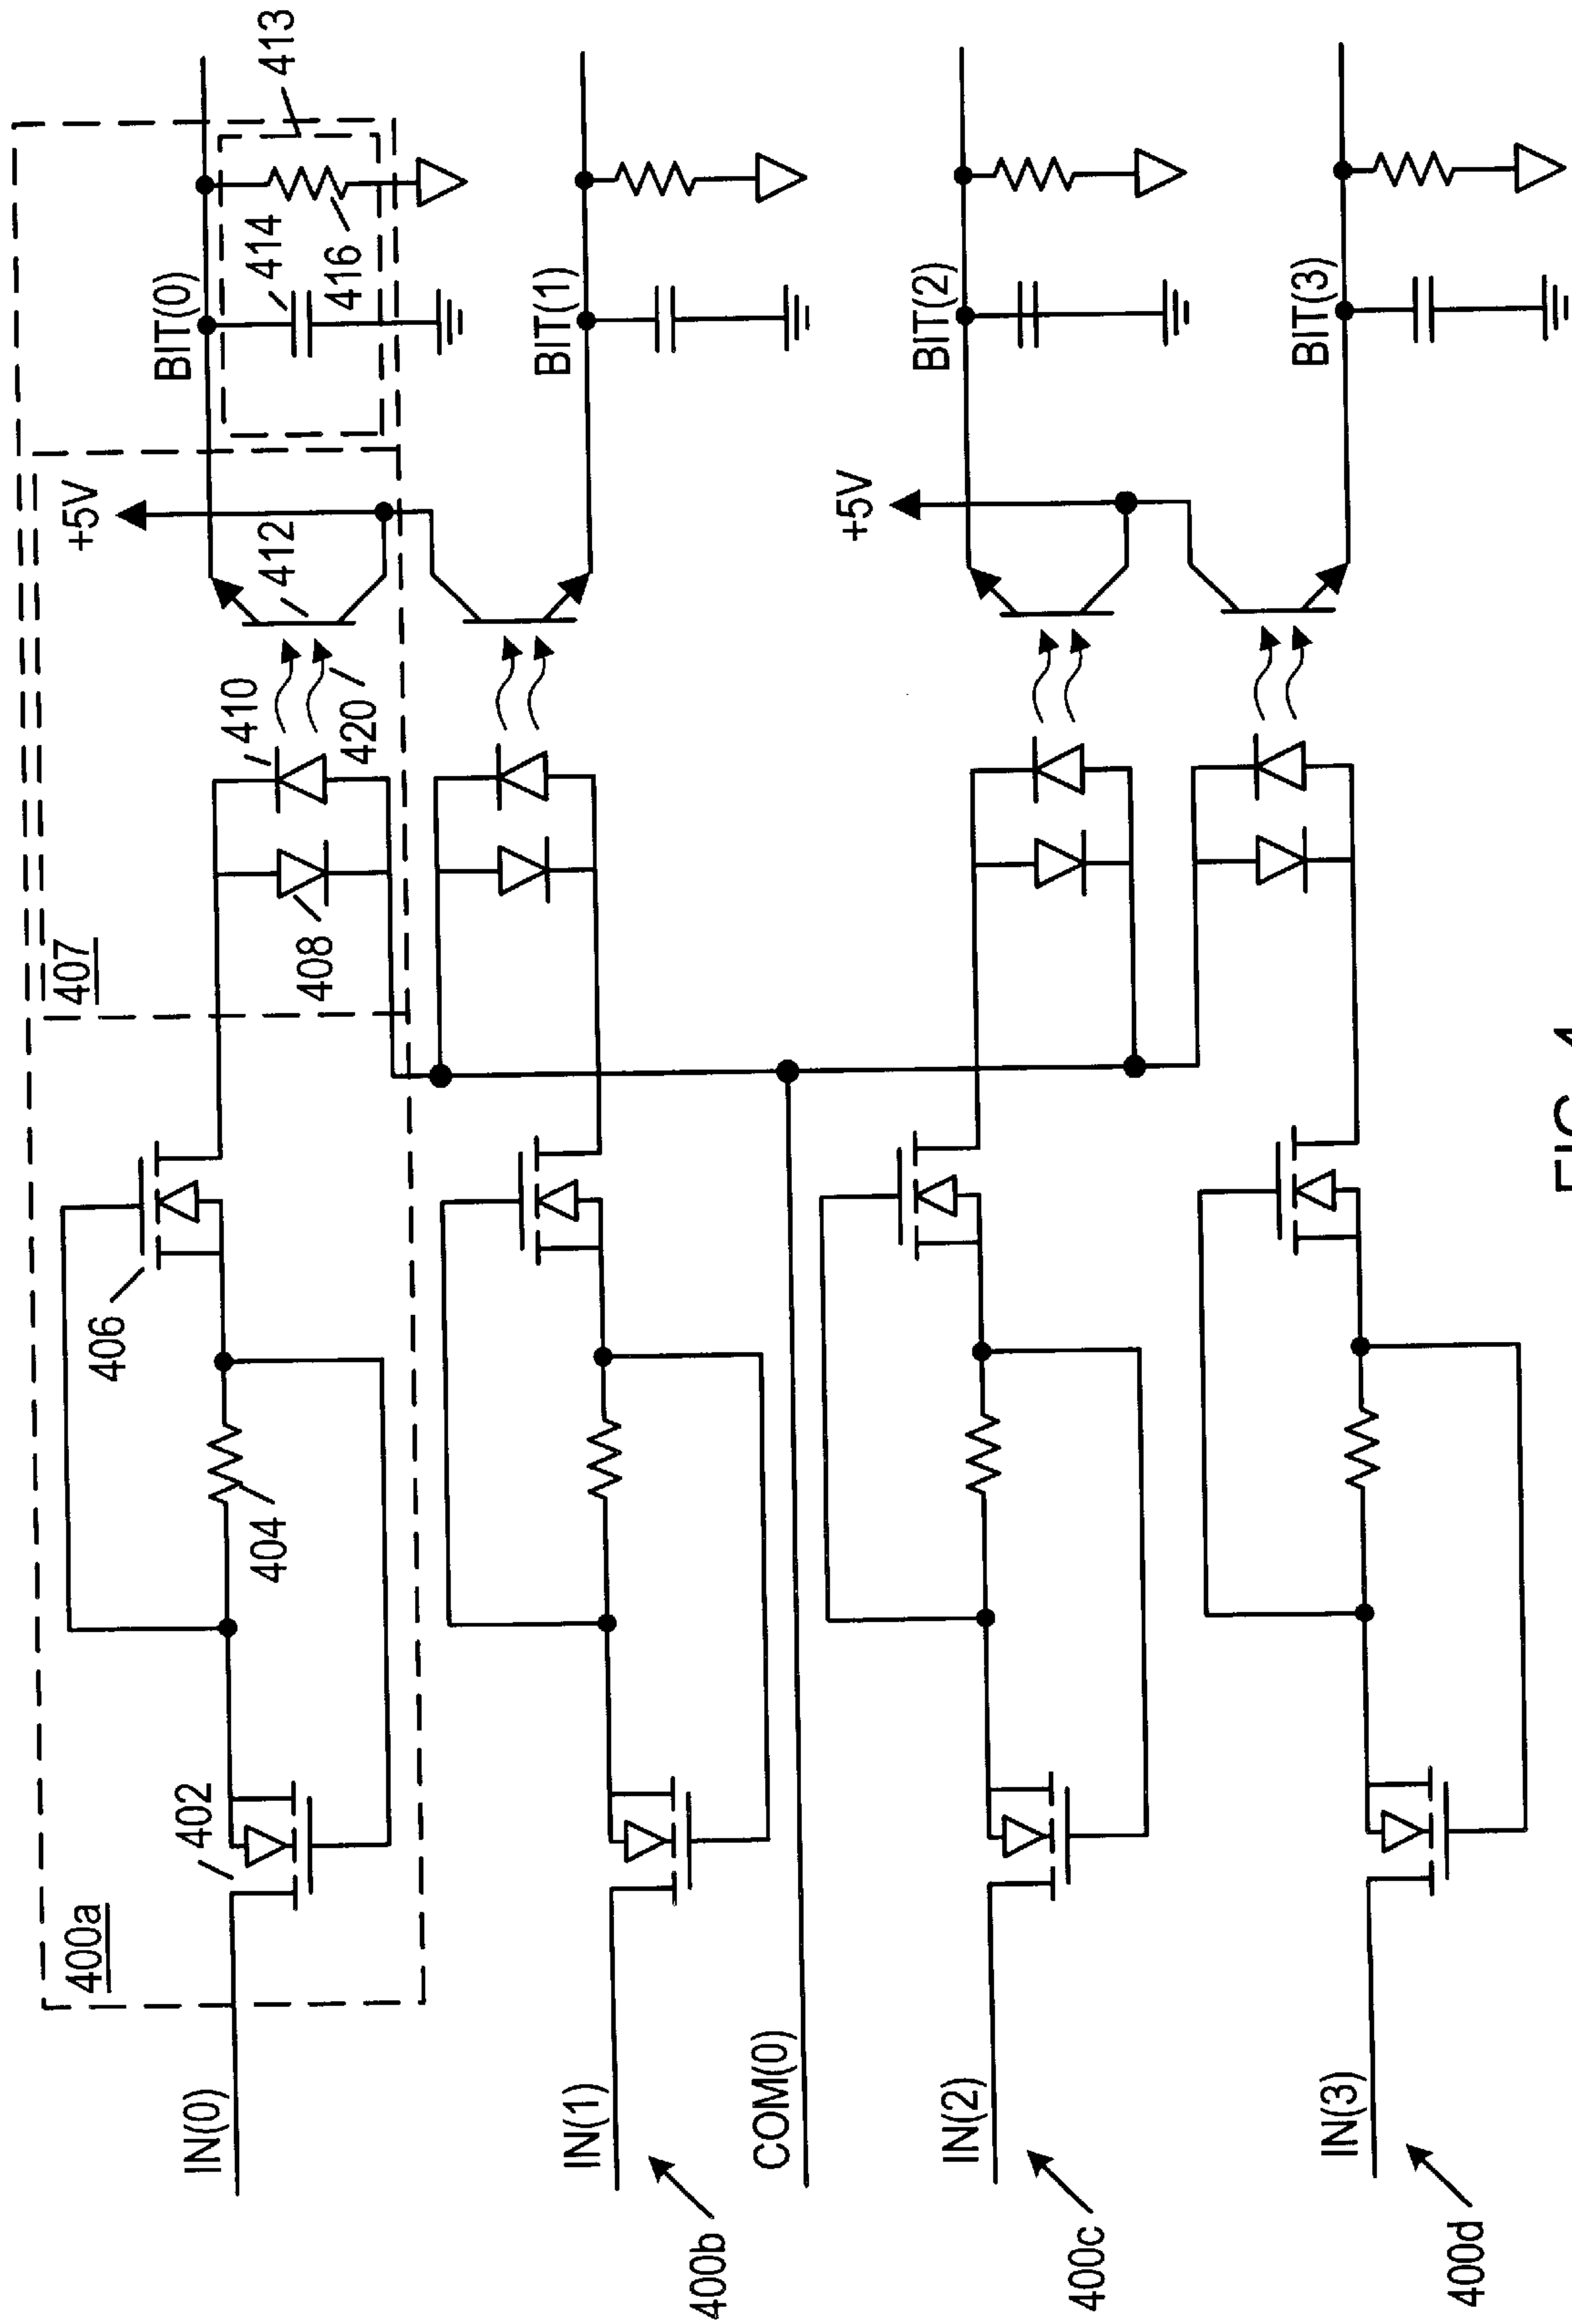 400a
407
413
IN(0)
402
404
406
408
410
420
412
+5V
BIT(0)
414
416
IN(1)
400b
BIT(1)
COM(0)
IN(2)
400c
+5V
BIT(2)
IN(3)
400d
BIT(3)